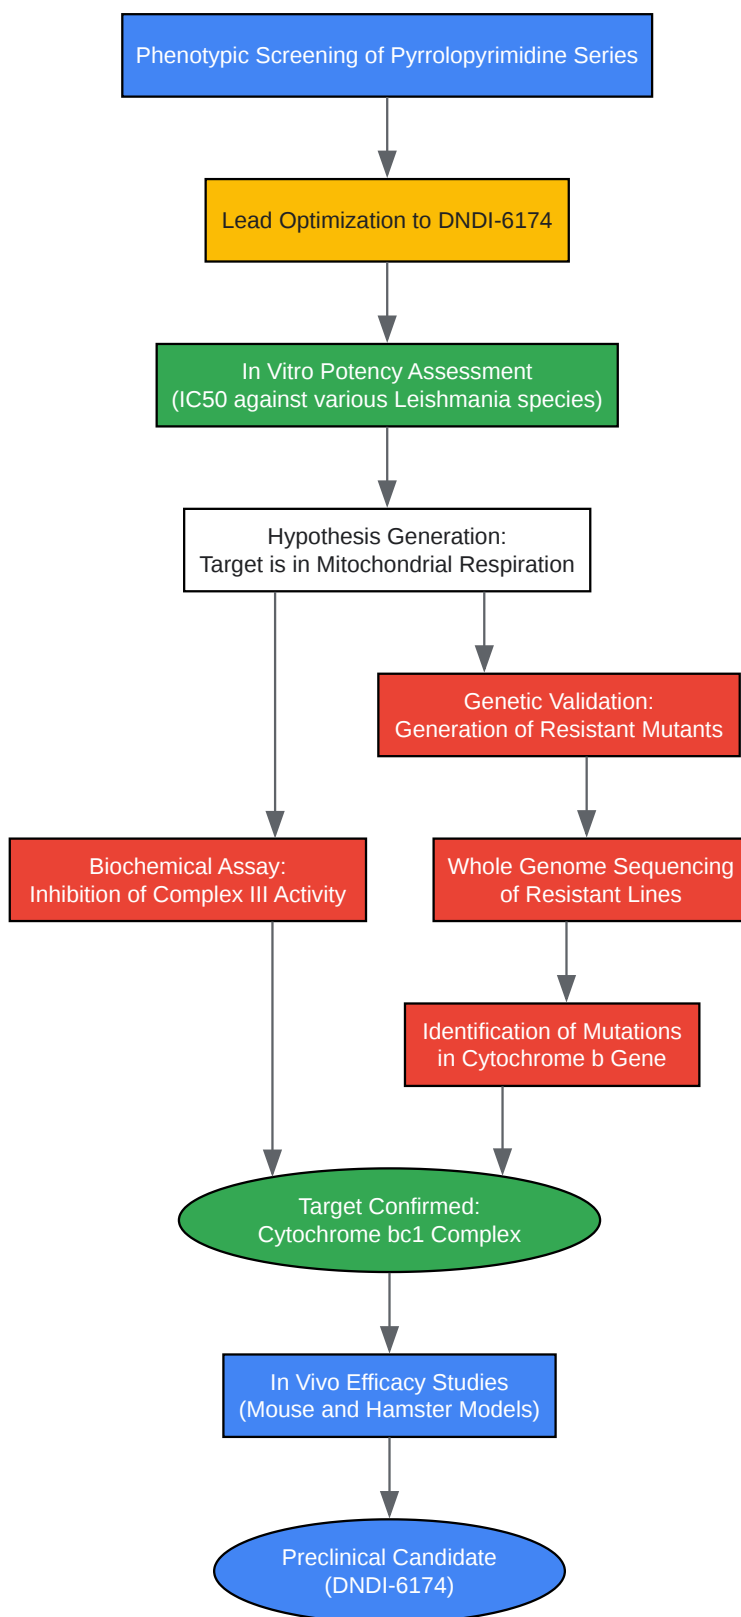 Phenotypic Screening of Pyrrolopyrimidine Series
Lead Optimization to DNDI-6174
In Vitro Potency Assessment
(IC50 against various Leishmania species)
Hypothesis Generation:
Target is in Mitochondrial Respiration
Genetic Validation:
Generation of Resistant Mutants
Biochemical Assay:
Inhibition of Complex III Activity
Whole Genome Sequencing
of Resistant Lines
Identification of Mutations
in Cytochrome b Gene
Target Confirmed:
Cytochrome bc1 Complex
In Vivo Efficacy Studies
(Mouse and Hamster Models)
Preclinical Candidate
(DNDI-6174)